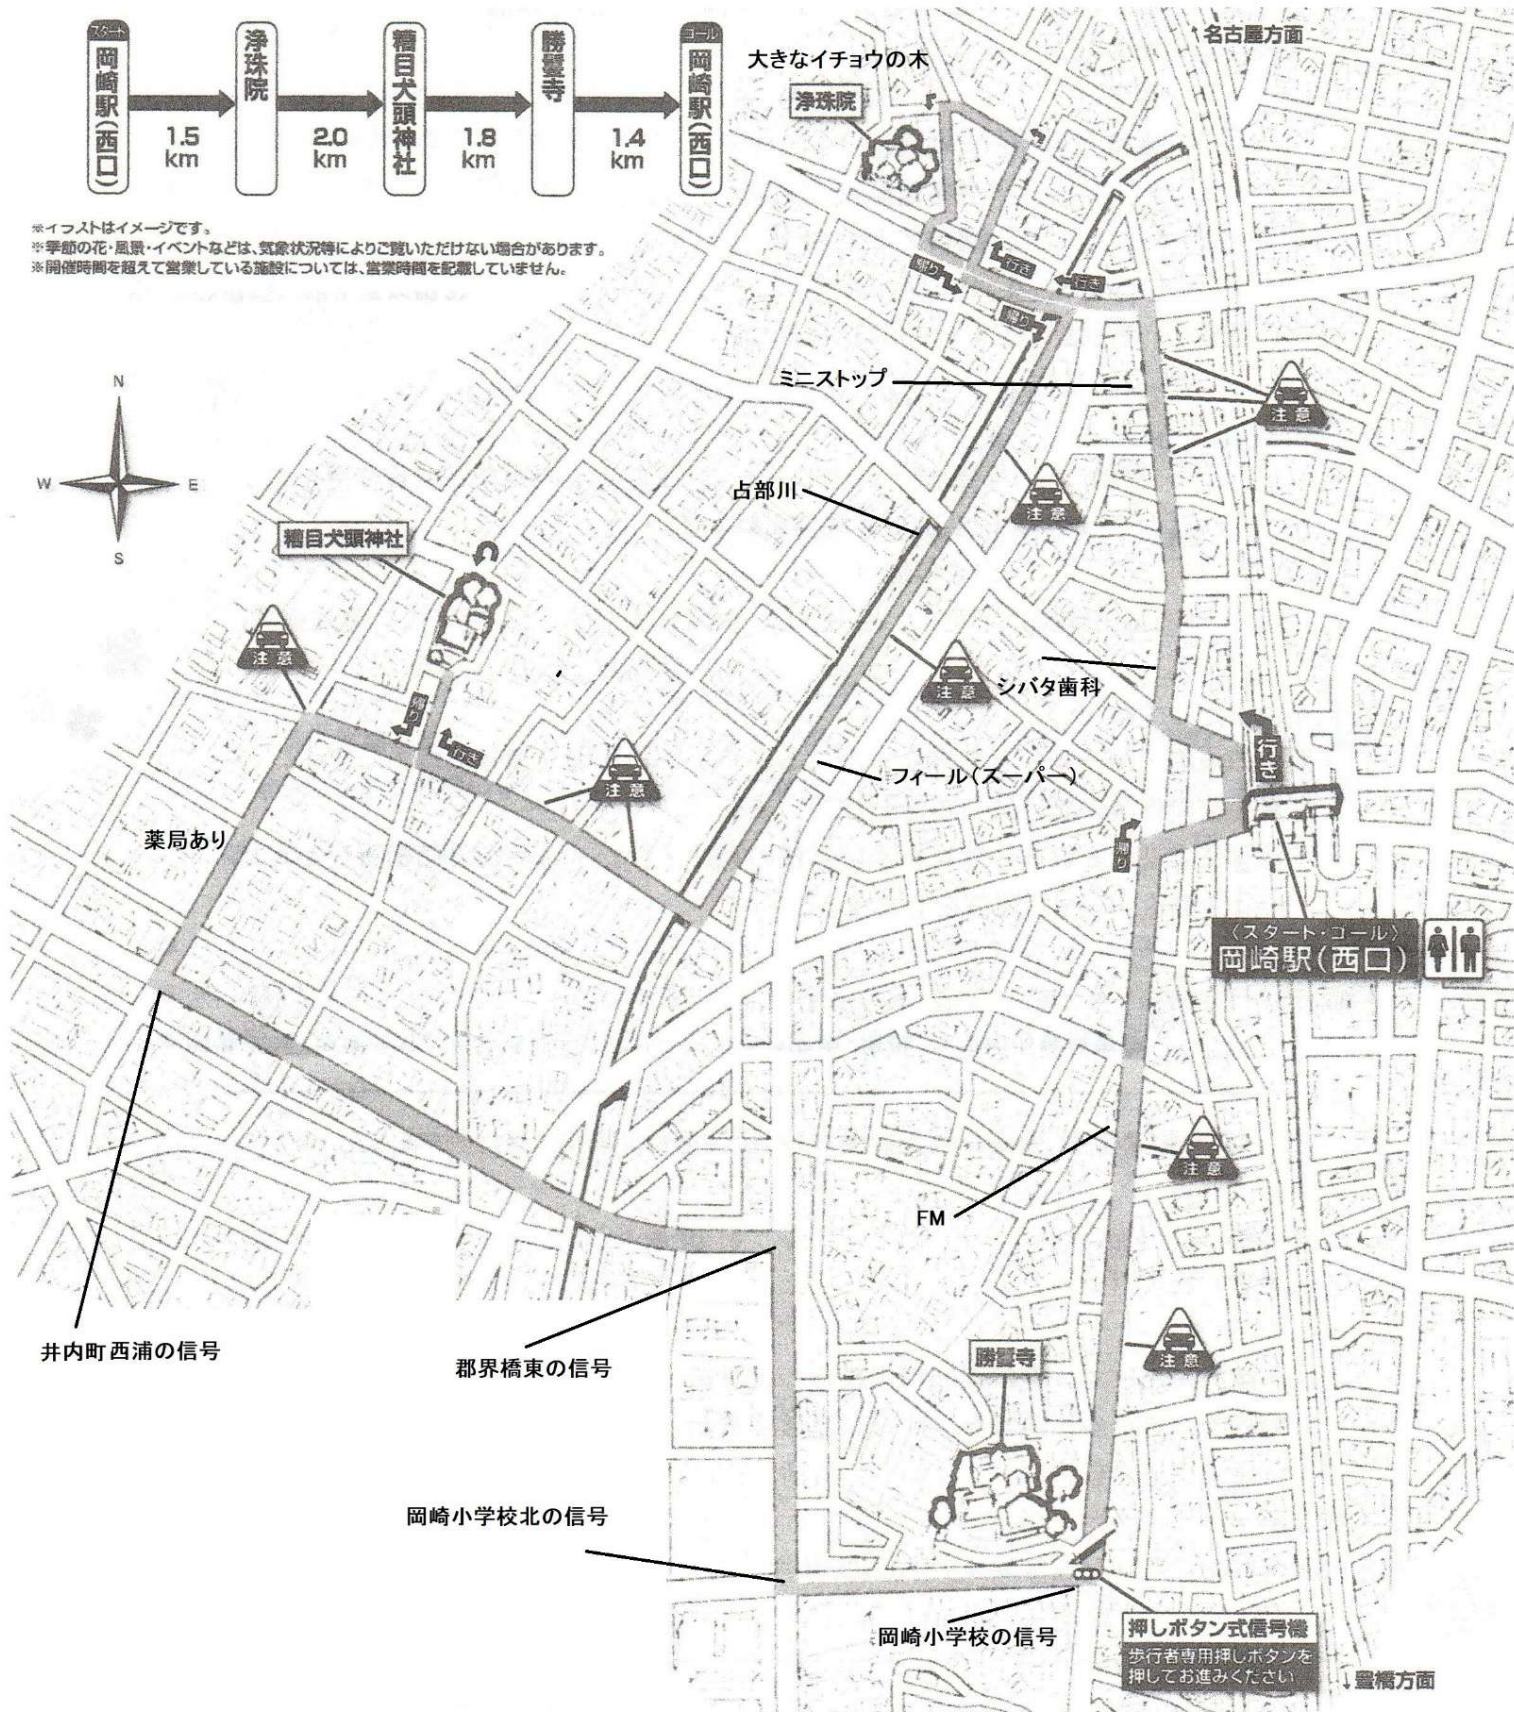 スタート
岡崎駅(西口)
1.5
km
浄珠院
2.0
km
糟目犬頭神社
1.8
km
勝鬘寺
1.4
km
ゴール
岡崎駅(西口)
※イラストはイメージです。
※季節の花・風景・イベントなどは、気象状況等によりご覧いただけない場合があります。
※開催時間を超えて営業している施設については、営業時間を記載していません。
↑名古屋方面
大きなイチョウの木
浄珠院
行き
帰り
行き
帰り
ミニストップ
注意
N
W
E
S
占部川
注意
糟目犬頭神社
注意
帰り
行き
注意
注意
シバタ歯科
フィール(スーパー)
行き
薬局あり
帰り
〈スタート・ゴール〉
岡崎駅(西口)
注意
FM
井内町西浦の信号
郡界橋東の信号
勝鬘寺
注意
岡崎小学校北の信号
岡崎小学校の信号
押しボタン式信号機
歩行者専用押しボタンを
押してお進みください
↓豊橋方面